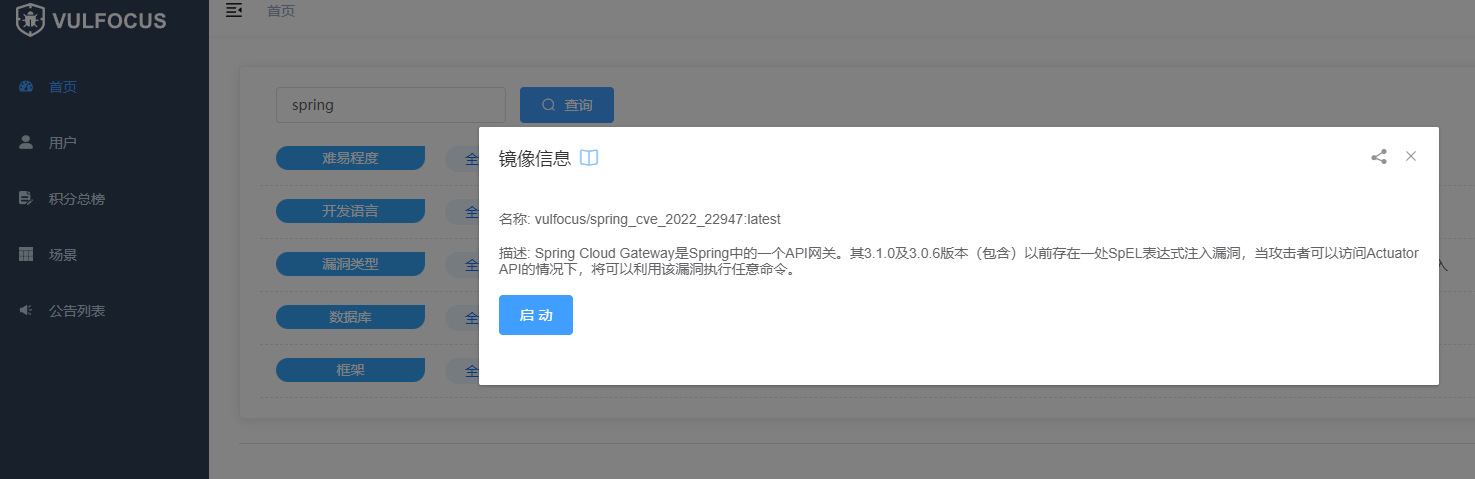 VULFOCUS
首页
首页
用户
积分总榜
场景
公告列表
spring
查询
难易程度
全
开发语言
全
漏洞类型
全
数据库
全
框架
全
镜像信息
名称: vulfocus/spring_cve_2022_22947:latest
描述: Spring Cloud Gateway是Spring中的一个API网关。其3.1.0及3.0.6版本（包含）以前存在一处SpEL表达式注入漏洞，当攻击者可以访问Actuator
API的情况下，将可以利用该漏洞执行任意命令。
入
启 动